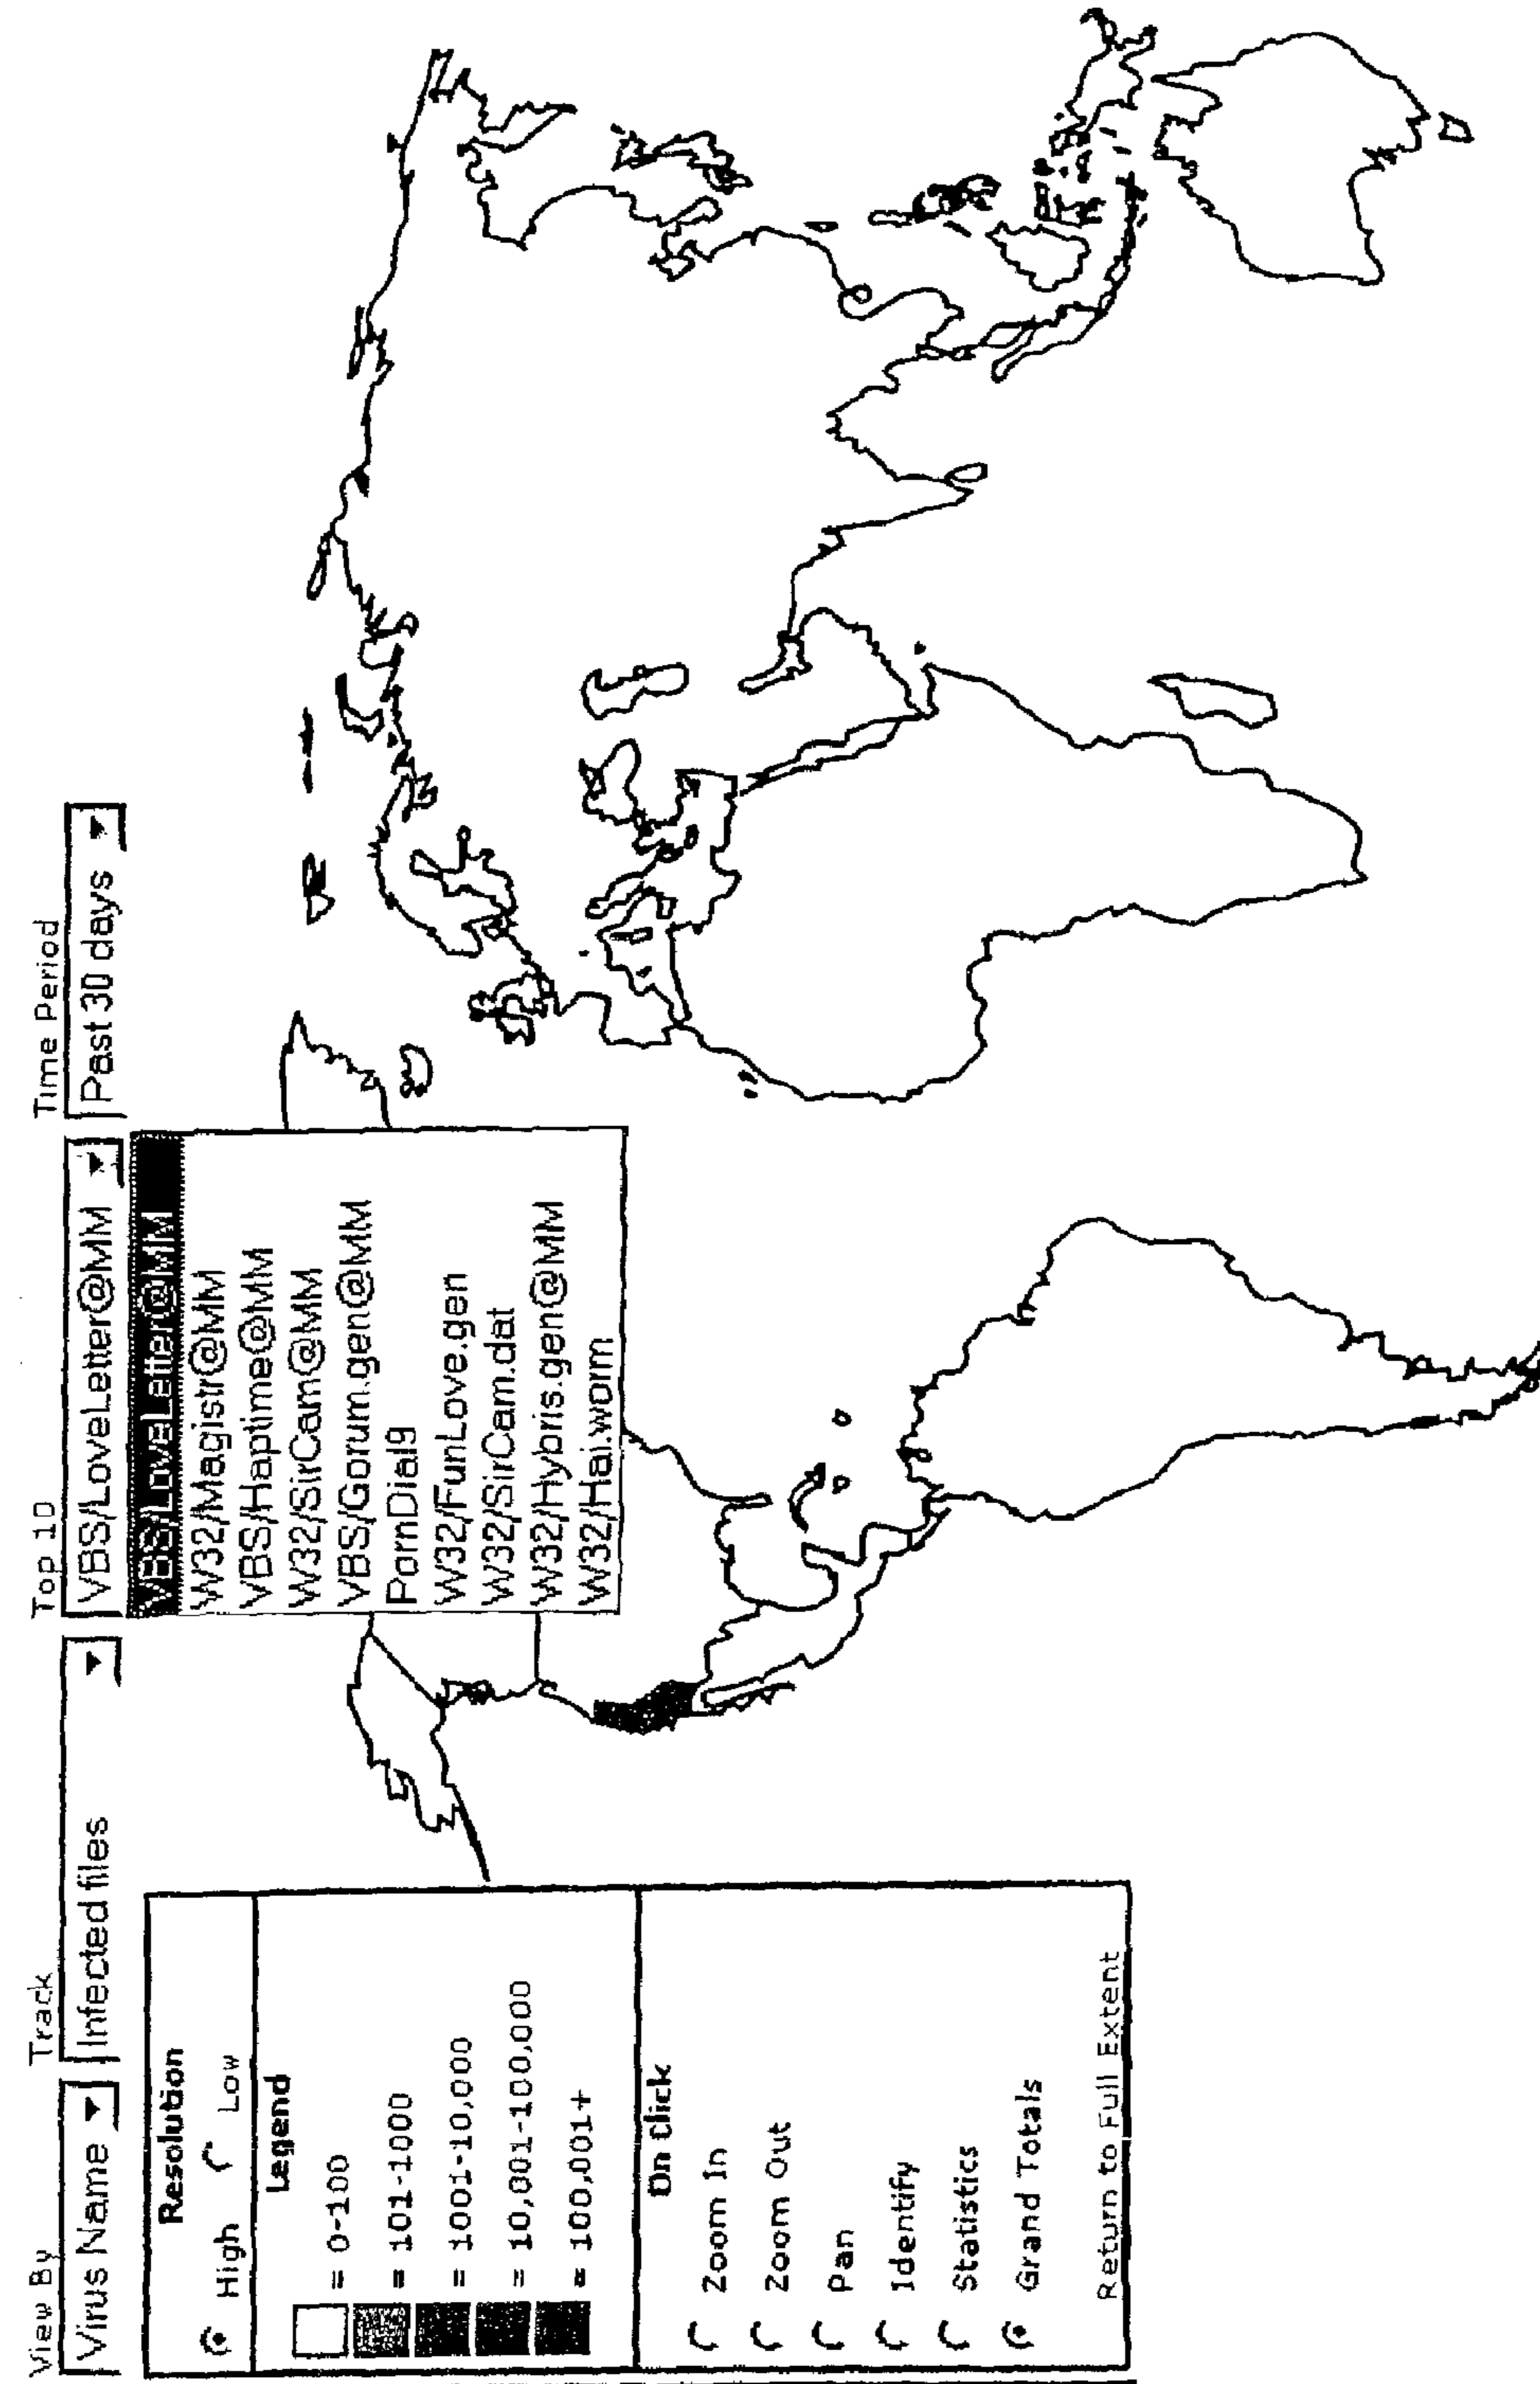 View By
Track
Top 10
Time Period
Virus Name
Infected files
VBS/LoveLetter@MM
Past 30 days
VBS/LoveLetter@MM
W32/Magistr@MM
VBS/Haptime@MM
W32/SirCam@MM
VBS/Gorum.gen@MM
PornDial9
W32/FunLove.gen
W32/SirCam.dat
W32/Hybris.gen@MM
W32/Hai.worm
Resolution
High Low
Legend
= 0-100
= 101-1000
= 1001-10,000
= 10,001-100,000
= 100,001+
On Click
Zoom In
Zoom Out
Pan
Identify
Statistics
Grand Totals
Return to Full Extent